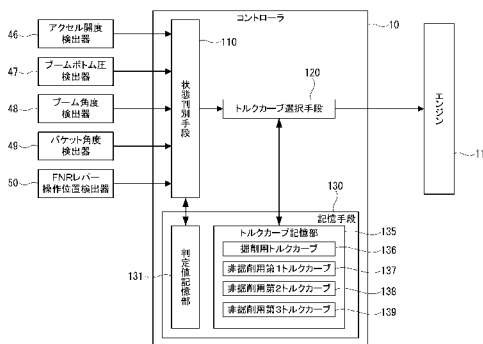 コントローラ
10
46
アクセル開度
検出器
110
47
ブームボトム圧
検出器
48
ブーム角度
検出器
49
バケット角度
検出器
50
FNRレバー
操作位置検出器
状態判別手段
120
トルクカーブ選択手段
エンジン
11
130
記憶手段
判定値記憶部
131
135
トルクカーブ記憶部
136
掘削用トルクカーブ
137
非掘削用第1トルクカーブ
138
非掘削用第2トルクカーブ
139
非掘削用第3トルクカーブ